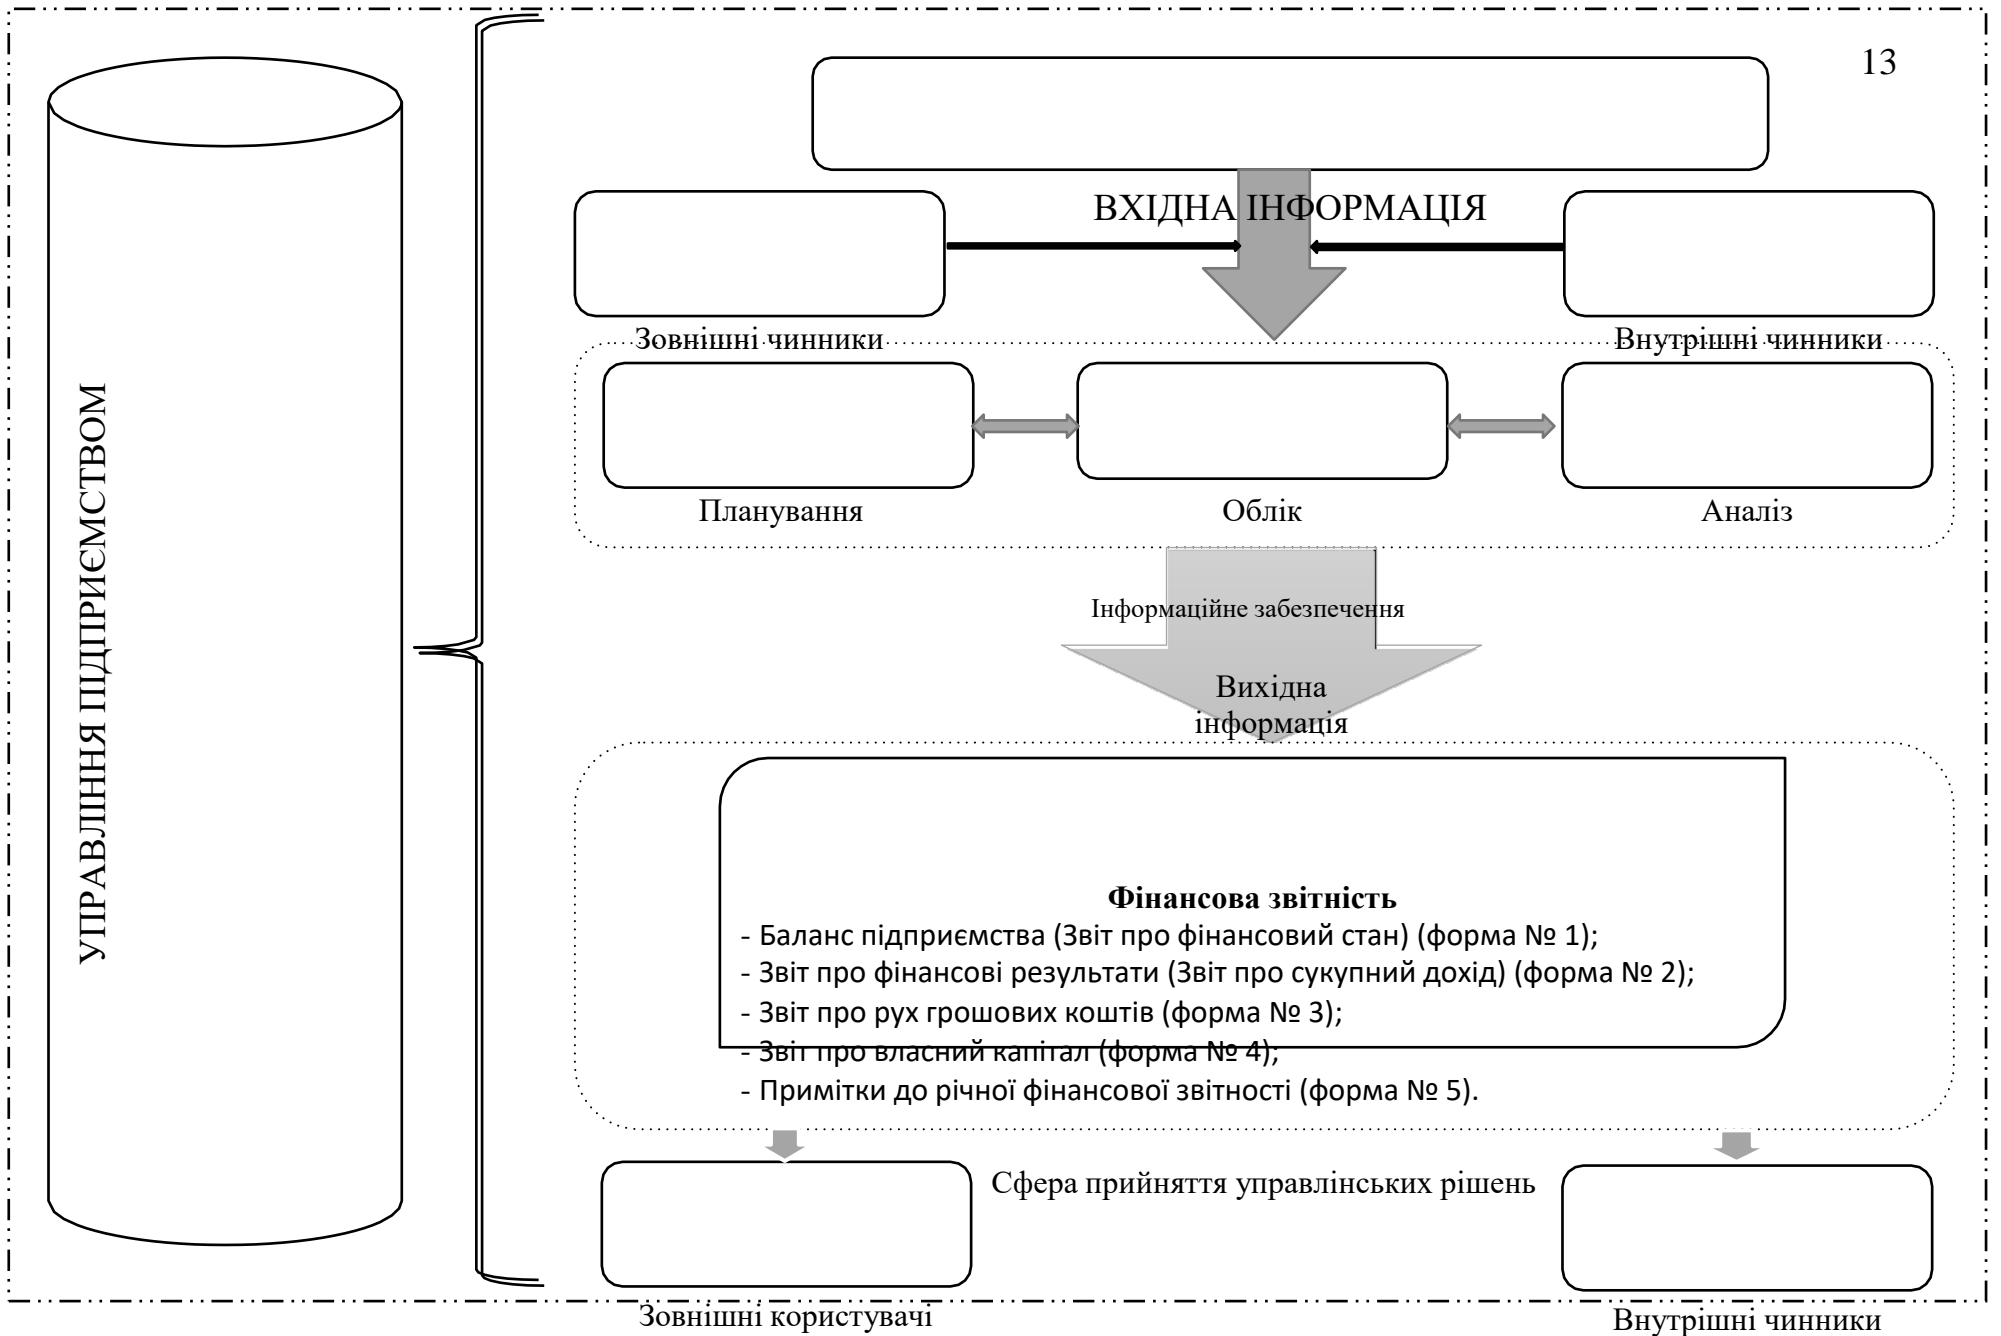 13
УПРАВЛІННЯ ПІДПРИЄМСТВОМ
ВХІДНА ІНФОРМАЦІЯ
Зовнішні чинники
Внутрішні чинники
Планування
Облік
Аналіз
Інформаційне забезпечення
Вихідна
інформація
Фінансова звітність
- Баланс підприємства (Звіт про фінансовий стан) (форма № 1);
- Звіт про фінансові результати (Звіт про сукупний дохід) (форма № 2);
- Звіт про рух грошових коштів (форма № 3);
- Звіт про власний капітал (форма № 4);
- Примітки до річної фінансової звітності (форма № 5).
Сфера прийняття управлінських рішень
Зовнішні користувачі
Внутрішні чинники